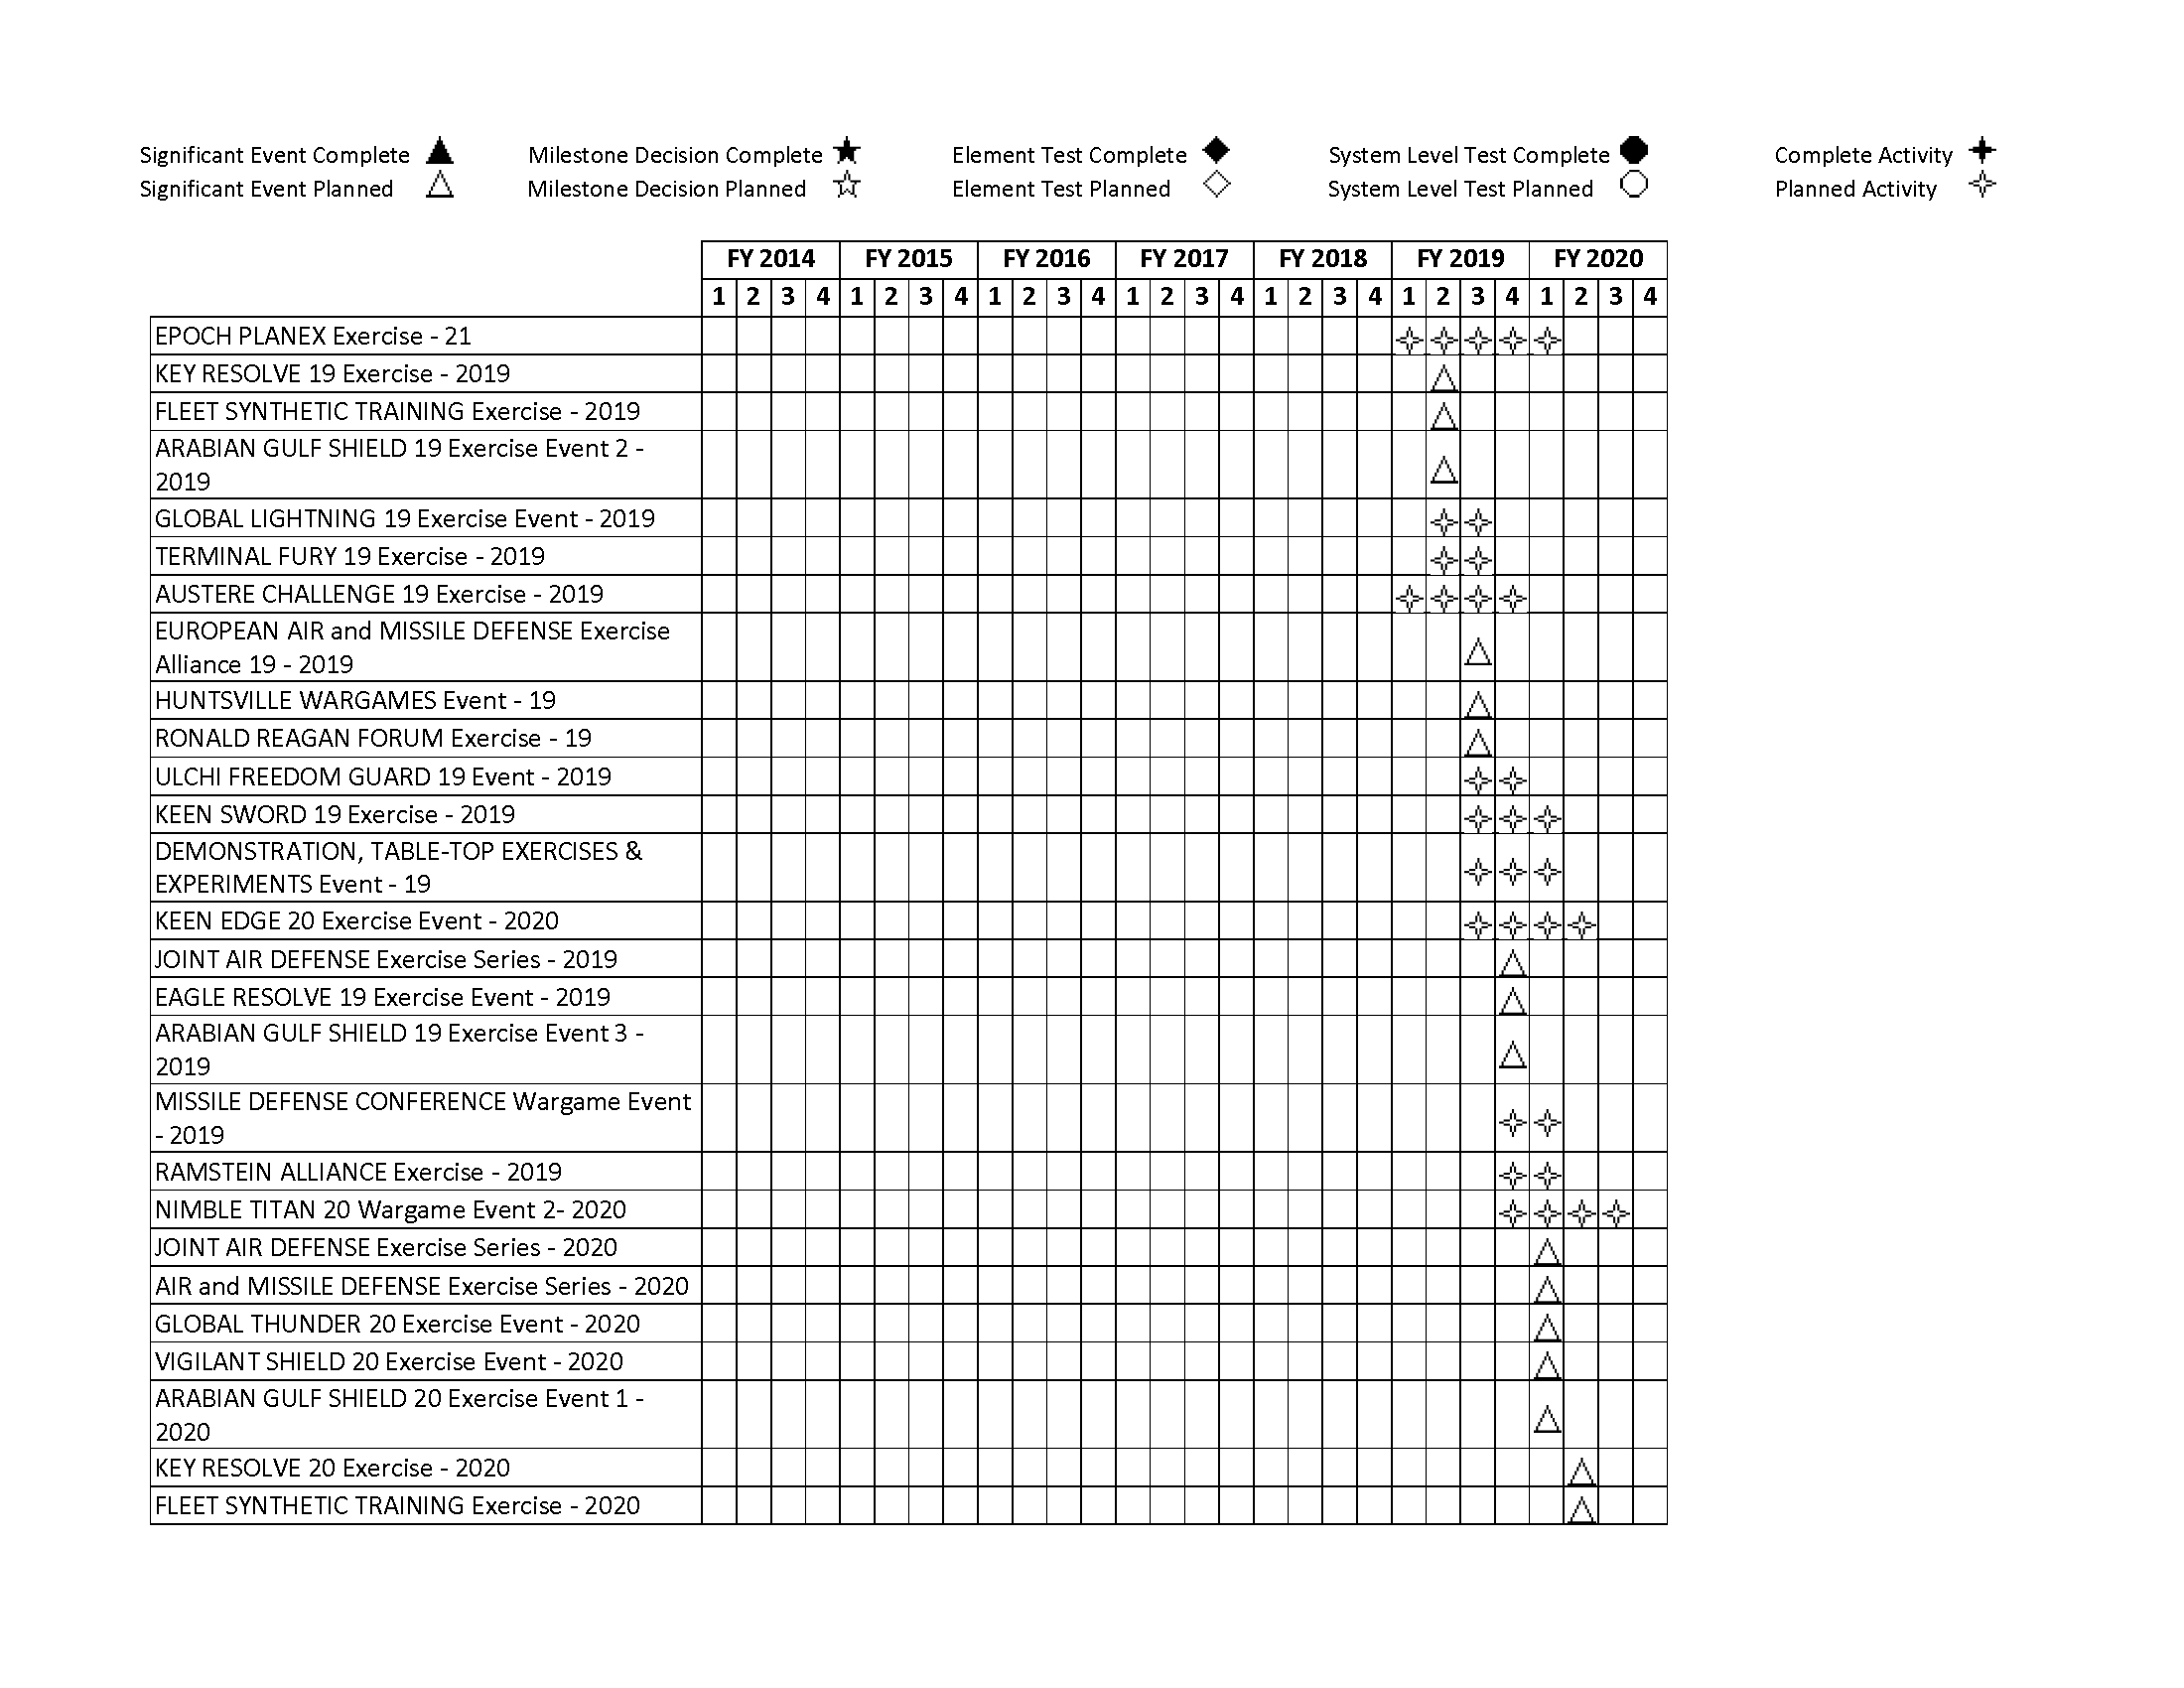 Significant Event Complete Milestone Decision Complete Element Test Complete System Level Test Complete Complete Activity
Significant Event Planned Milestone Decision Planned Element Test Planned System Level Test Planned Planned Activity
FY 2014 FY 2015 FY 2016 FY 2017 FY 2018 FY 2019 FY 2020
1 2 3 4 1 2 3 4 1 2 3 4 1 2 3 4 1 2 3 4 1 2 3 4 1 2 3 4
EPOCH PLANEX Exercise - 21
KEY RESOLVE 19 Exercise - 2019
FLEET SYNTHETIC TRAINING Exercise - 2019
ARABIAN GULF SHIELD 19 Exercise Event 2 -
2019
GLOBAL LIGHTNING 19 Exercise Event - 2019
TERMINAL FURY 19 Exercise - 2019
AUSTERE CHALLENGE 19 Exercise - 2019
EUROPEAN AIR and MISSILE DEFENSE Exercise
Alliance 19 - 2019
HUNTSVILLE WARGAMES Event - 19
RONALD REAGAN FORUM Exercise - 19
ULCHI FREEDOM GUARD 19 Event - 2019
KEEN SWORD 19 Exercise - 2019
DEMONSTRATION, TABLE-TOP EXERCISES &
EXPERIMENTS Event - 19
KEEN EDGE 20 Exercise Event - 2020
JOINT AIR DEFENSE Exercise Series - 2019
EAGLE RESOLVE 19 Exercise Event - 2019
ARABIAN GULF SHIELD 19 Exercise Event 3 -
2019
MISSILE DEFENSE CONFERENCE Wargame Event
- 2019
RAMSTEIN ALLIANCE Exercise - 2019
NIMBLE TITAN 20 Wargame Event 2- 2020
JOINT AIR DEFENSE Exercise Series - 2020
AIR and MISSILE DEFENSE Exercise Series - 2020
GLOBAL THUNDER 20 Exercise Event - 2020
VIGILANT SHIELD 20 Exercise Event - 2020
ARABIAN GULF SHIELD 20 Exercise Event 1 -
2020
KEY RESOLVE 20 Exercise - 2020
FLEET SYNTHETIC TRAINING Exercise - 2020